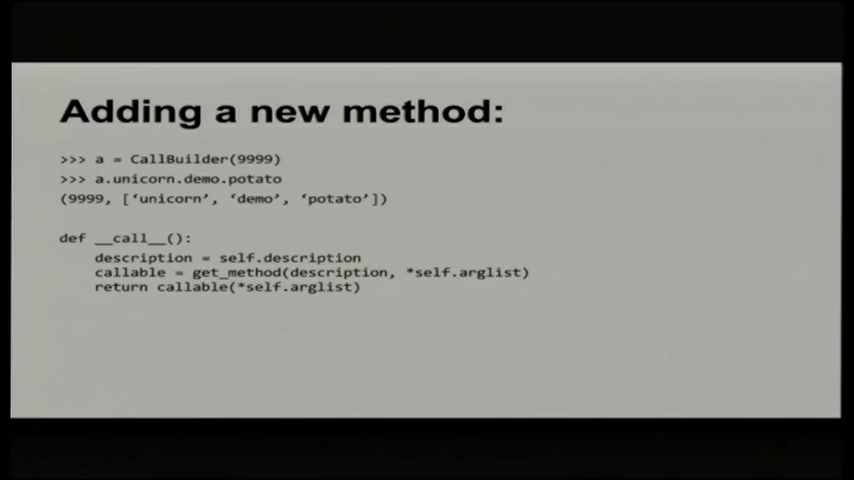 Adding a new method:
>>> a = CallBuilder(9999)
>>> a.unicorn.demo.potato
(9999, [‘unicorn’, ‘demo’, ‘potato’])
def __call__():
    description = self.description
    callable = get_method(description, *self.arglist)
    return callable(*self.arglist)